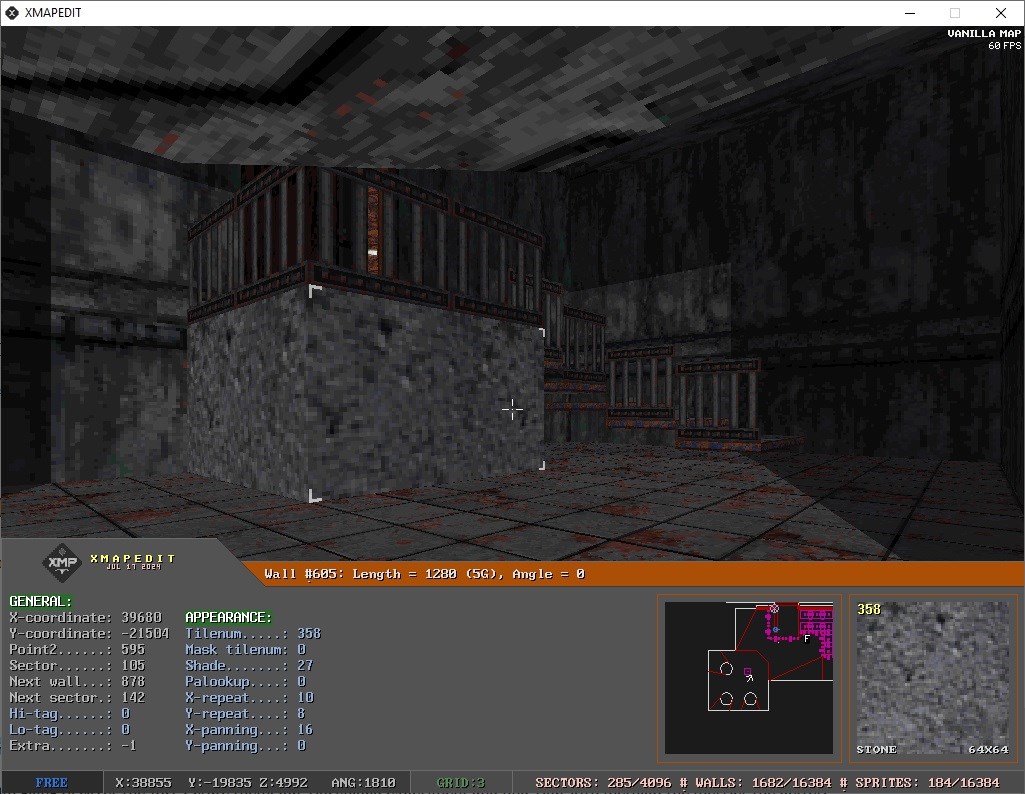 XMAPEDIT
VANILLA MAP
60 FPS
XMP
XMAPEDIT
JUL 17 2024
Wall #605: Length = 1280 (5G), Angle = 0
GENERAL:
X-coordinate: 39680
Y-coordinate: -21504
Point2......: 595
Sector......: 105
Next wall...: 878
Next sector.: 142
Hi-tag......: 0
Lo-tag......: 0
Extra.......: -1
APPEARANCE:
Tilenum.....: 358
Mask tilenum: 0
Shade.......: 27
Palookup....: 0
X-repeat....: 10
Y-repeat....: 8
X-panning...: 16
Y-panning...: 0
F
358
STONE 64X64
FREE X:38855 Y:-19835 Z:4992 ANG:1810 GRID:3 SECTORS: 285/4096 # WALLS: 1682/16384 # SPRITES: 184/16384